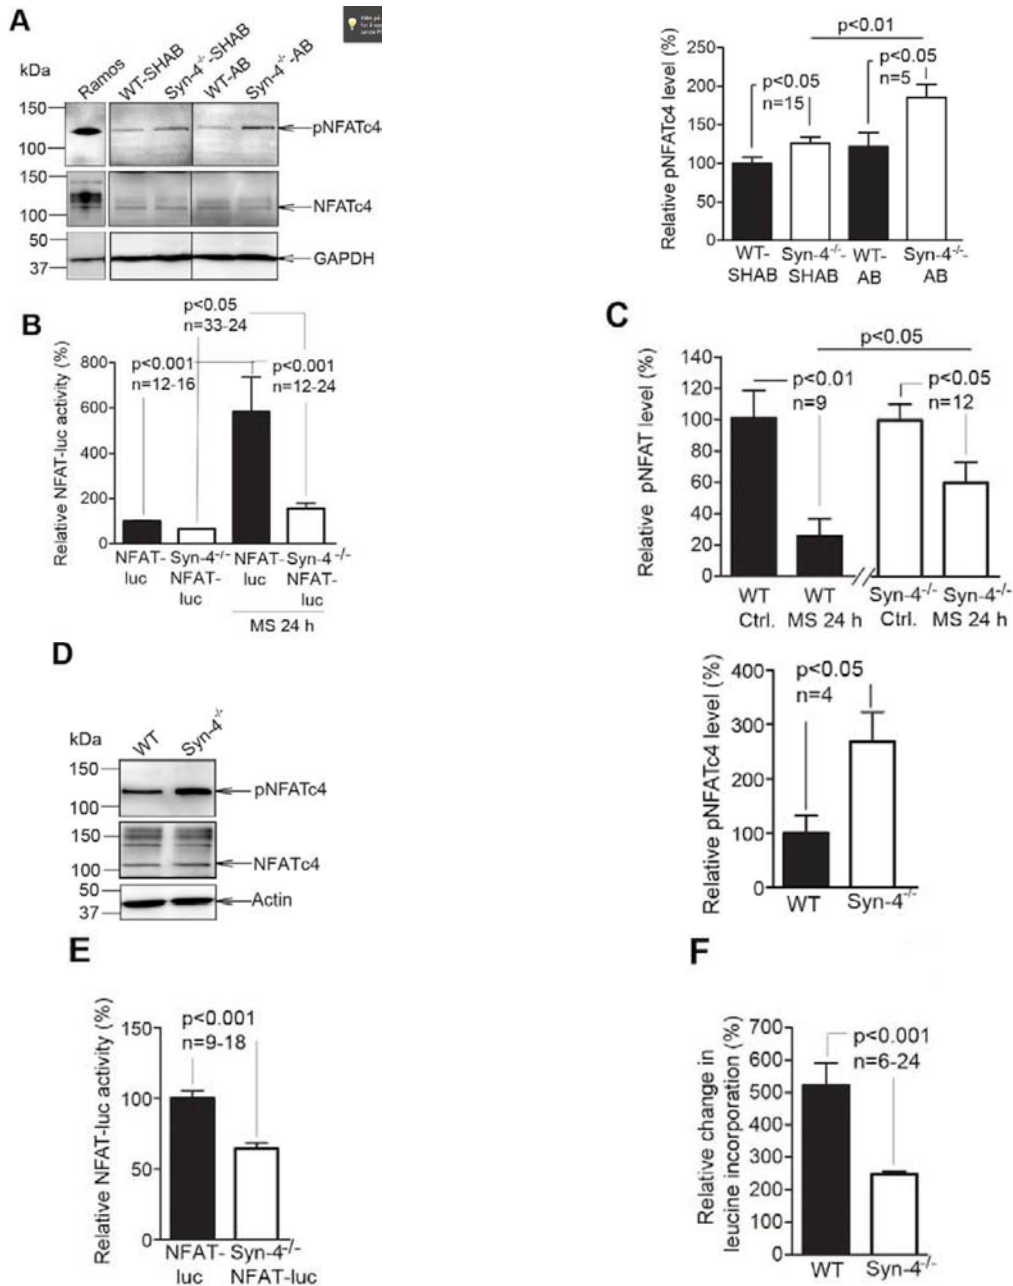 A
kDa
Ramos
WT-SHAB
Syn-4-/--SHAB
WT-AB
Syn-4-/--AB
150
100
pNFATc4
150
100
NFATc4
50
37
GAPDH
Relative pNFATc4 level (%)
250
200
150
100
50
0
p<0.01
p<0.05
n=15
p<0.05
n=5
WT-
SHAB
Syn-4-/--
SHAB
WT-
AB
Syn-4-/--
AB
B
Relative NFAT-luc activity (%)
800
600
400
200
0
p<0.05
n=33-24
p<0.001
n=12-16
p<0.001
n=12-24
NFAT-
luc
Syn-4-/-
NFAT-
luc
NFAT-
luc
Syn-4-/-
NFAT-
luc
MS 24 h
C
Relative pNFAT level (%)
140
120
100
80
60
40
20
0
p<0.05
p<0.01
n=9
p<0.05
n=12
WT
Ctrl.
WT
MS 24 h
Syn-4-/-
Ctrl.
Syn-4-/-
MS 24 h
D
kDa
WT
Syn-4-/-
150
100
pNFATc4
150
100
NFATc4
50
37
Actin
Relative pNFATc4 level (%)
400
300
200
100
0
p<0.05
n=4
WT
Syn-4-/-
E
Relative NFAT-luc activity (%)
150
100
50
0
p<0.001
n=9-18
NFAT-
luc
Syn-4-/-
NFAT-luc
F
Relative change in
leucine incorporation (%)
700
600
500
400
300
200
100
0
p<0.001
n=6-24
WT
Syn-4-/-